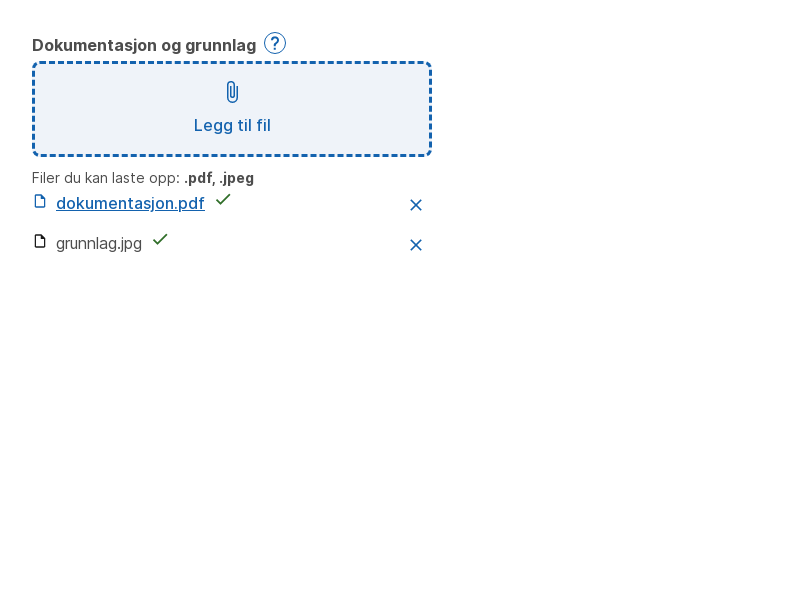 Dokumentasjon og grunnlag ?
Legg til fil
Filer du kan laste opp: .pdf, .jpeg
dokumentasjon.pdf
grunnlag.jpg